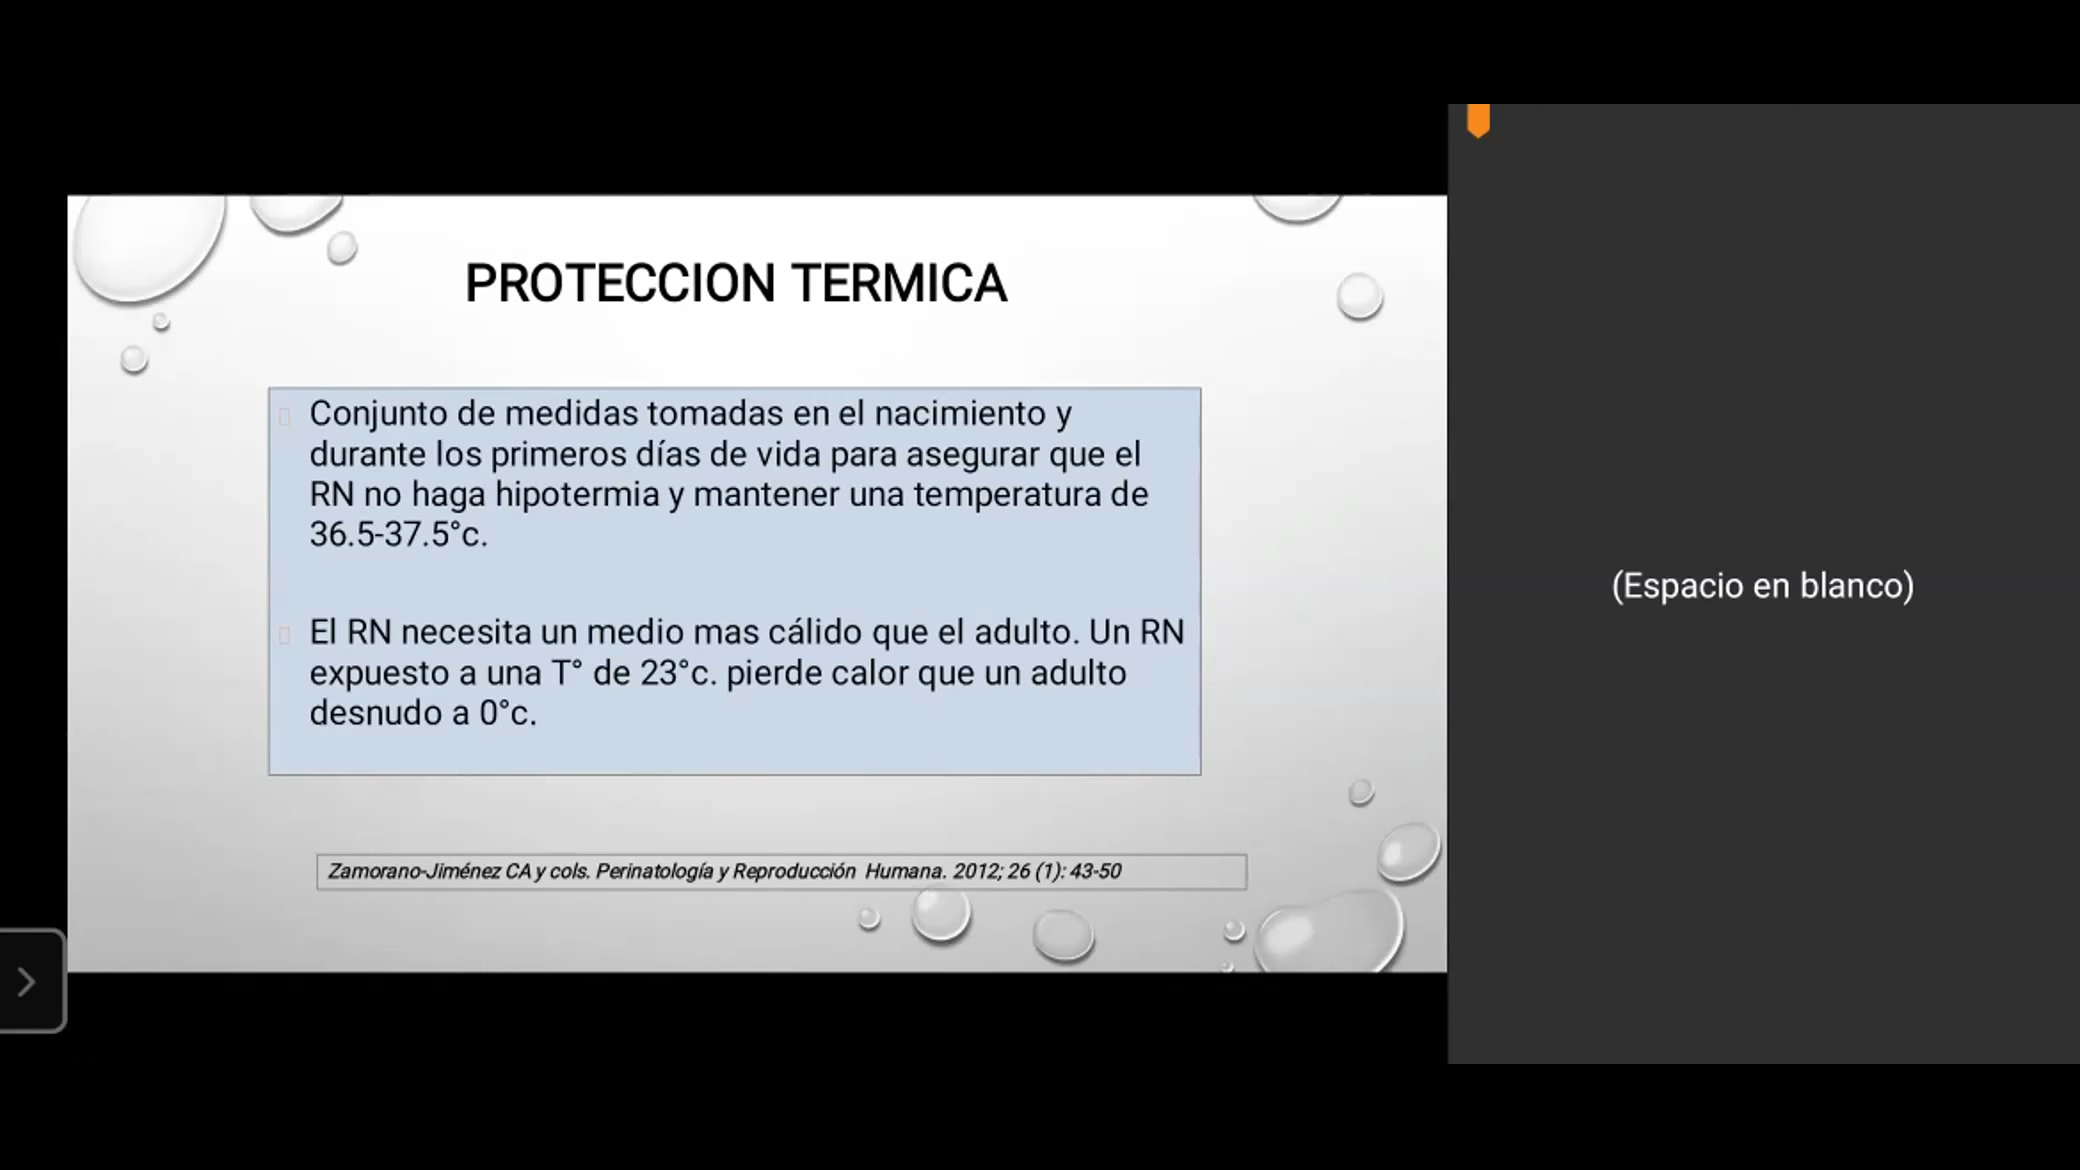 PROTECCION TERMICA
Conjunto de medidas tomadas en el nacimiento y
durante los primeros días de vida para asegurar que el
RN no haga hipotermia y mantener una temperatura de
36.5-37.5°c.
El RN necesita un medio mas cálido que el adulto. Un RN
expuesto a una T° de 23°c. pierde calor que un adulto
desnudo a 0°c.
Zamorano-Jiménez CA y cols. Perinatología y Reproducción Humana. 2012; 26 (1): 43-50
(Espacio en blanco)